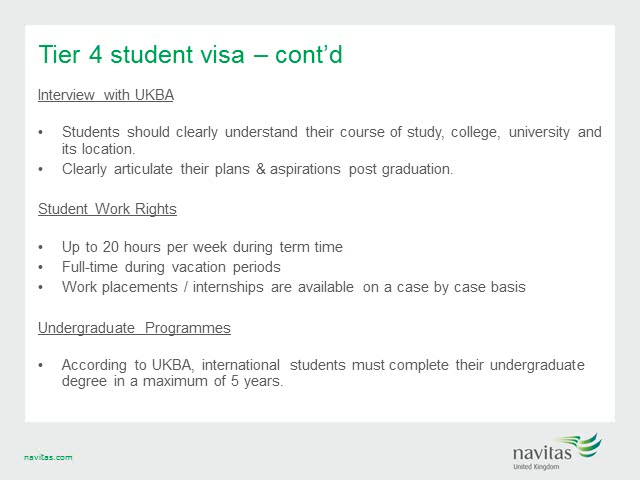 Tier 4 student visa – cont’d
Interview with UKBA
• Students should clearly understand their course of study, college, university and
its location.
• Clearly articulate their plans & aspirations post graduation.
Student Work Rights
• Up to 20 hours per week during term time
• Full-time during vacation periods
• Work placements / internships are available on a case by case basis
Undergraduate Programmes
• According to UKBA, international students must complete their undergraduate
degree in a maximum of 5 years.
navitas.com
navitas
United Kingdom